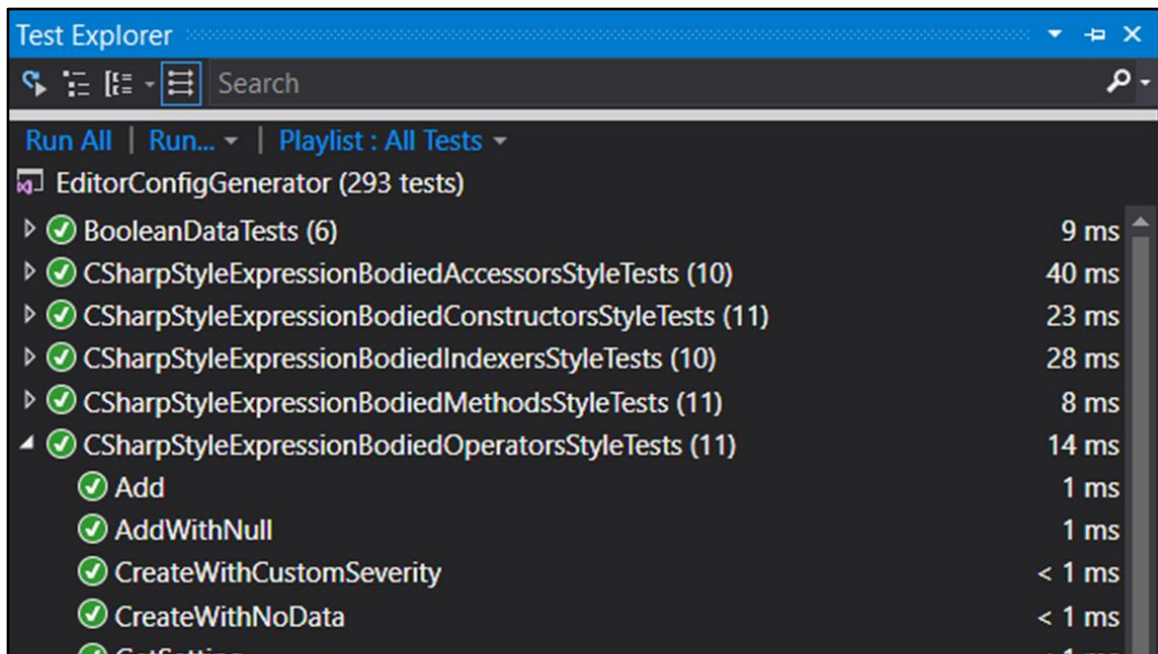 Test Explorer
Search
Run All | Run... | Playlist : All Tests
EditorConfigGenerator (293 tests)
BooleanDataTests (6) 9 ms
CSharpStyleExpressionBodiedAccessorsStyleTests (10) 40 ms
CSharpStyleExpressionBodiedConstructorsStyleTests (11) 23 ms
CSharpStyleExpressionBodiedIndexersStyleTests (10) 28 ms
CSharpStyleExpressionBodiedMethodsStyleTests (11) 8 ms
CSharpStyleExpressionBodiedOperatorsStyleTests (11) 14 ms
Add 1 ms
AddWithNull 1 ms
CreateWithCustomSeverity < 1 ms
CreateWithNoData < 1 ms